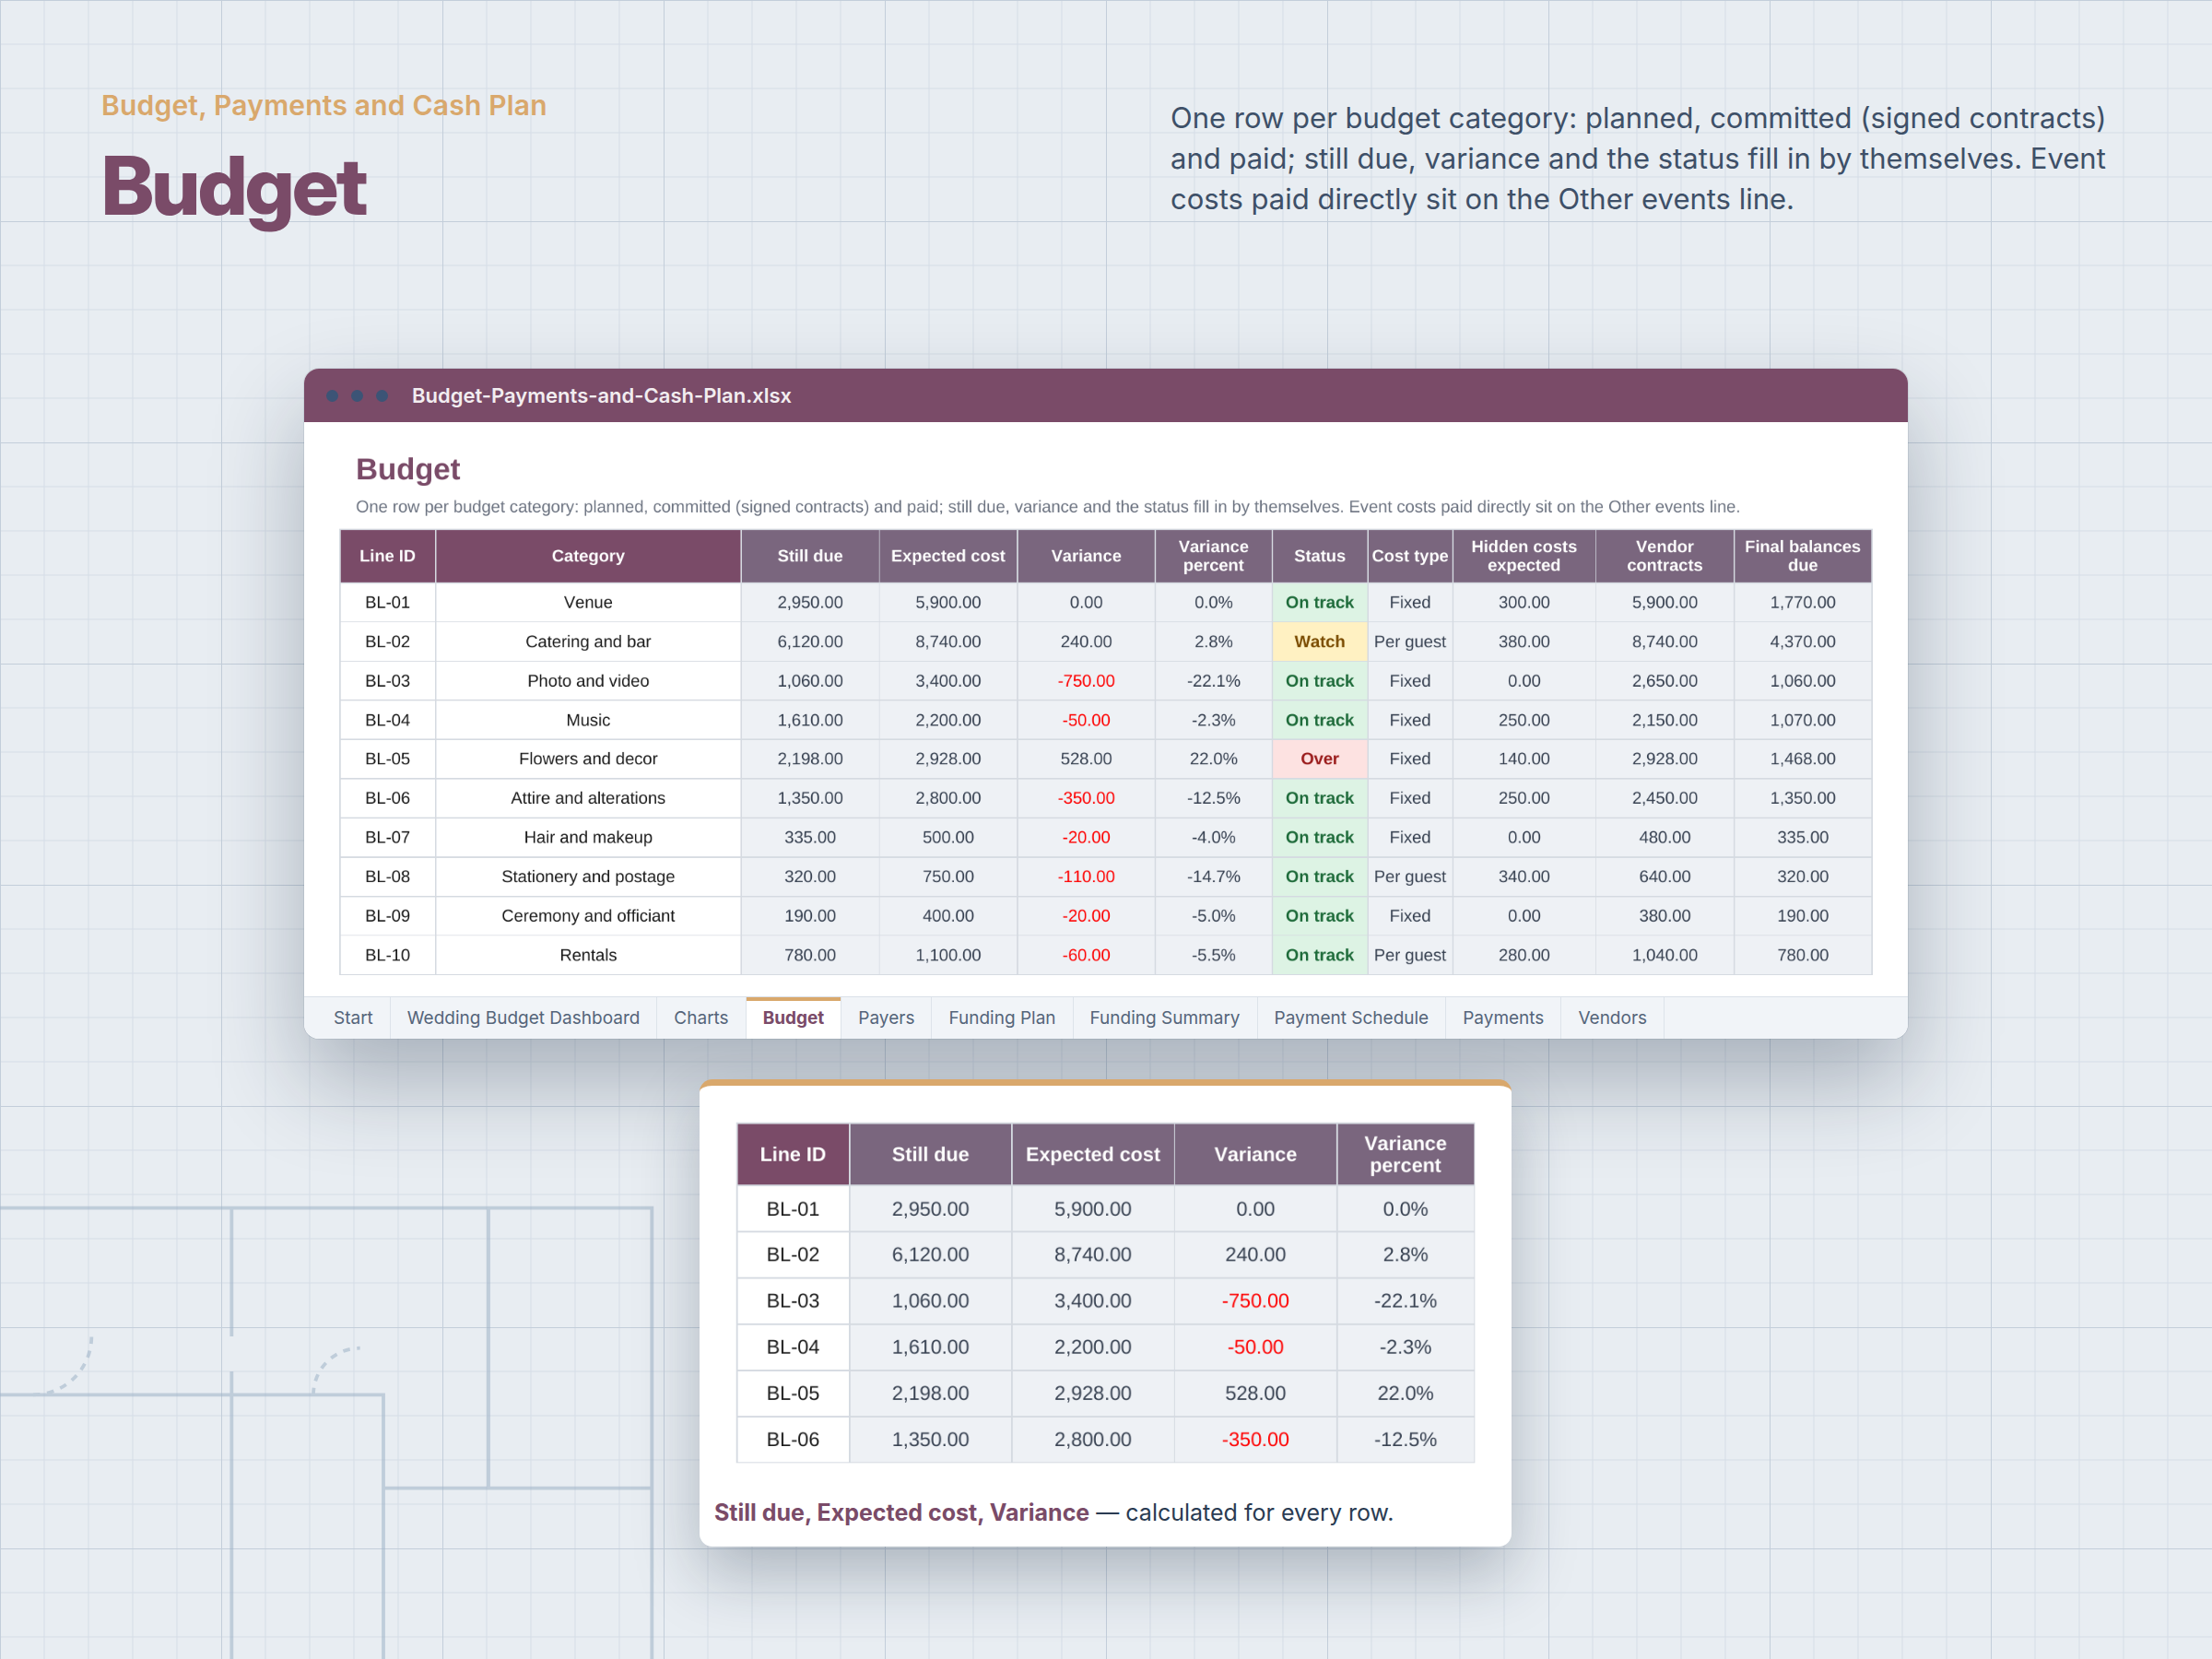 Budget, Payments and Cash Plan
Budget
One row per budget category: planned, committed (signed contracts)
and paid; still due, variance and the status fill in by themselves. Event
costs paid directly sit on the Other events line.
Budget-Payments-and-Cash-Plan.xlsx
Budget
One row per budget category: planned, committed (signed contracts) and paid; still due, variance and the status fill in by themselves. Event costs paid directly sit on the Other events line.
Line ID Category Still due Expected cost Variance Variance percent Status Cost type Hidden costs expected Vendor contracts Final balances due
BL-01 Venue 2,950.00 5,900.00 0.00 0.0% On track Fixed 300.00 5,900.00 1,770.00
BL-02 Catering and bar 6,120.00 8,740.00 240.00 2.8% Watch Per guest 380.00 8,740.00 4,370.00
BL-03 Photo and video 1,060.00 3,400.00 -750.00 -22.1% On track Fixed 0.00 2,650.00 1,060.00
BL-04 Music 1,610.00 2,200.00 -50.00 -2.3% On track Fixed 250.00 2,150.00 1,070.00
BL-05 Flowers and decor 2,198.00 2,928.00 528.00 22.0% Over Fixed 140.00 2,928.00 1,468.00
BL-06 Attire and alterations 1,350.00 2,800.00 -350.00 -12.5% On track Fixed 250.00 2,450.00 1,350.00
BL-07 Hair and makeup 335.00 500.00 -20.00 -4.0% On track Fixed 0.00 480.00 335.00
BL-08 Stationery and postage 320.00 750.00 -110.00 -14.7% On track Per guest 340.00 640.00 320.00
BL-09 Ceremony and officiant 190.00 400.00 -20.00 -5.0% On track Fixed 0.00 380.00 190.00
BL-10 Rentals 780.00 1,100.00 -60.00 -5.5% On track Per guest 280.00 1,040.00 780.00
Start Wedding Budget Dashboard Charts Budget Payers Funding Plan Funding Summary Payment Schedule Payments Vendors
Line ID Still due Expected cost Variance Variance percent
BL-01 2,950.00 5,900.00 0.00 0.0%
BL-02 6,120.00 8,740.00 240.00 2.8%
BL-03 1,060.00 3,400.00 -750.00 -22.1%
BL-04 1,610.00 2,200.00 -50.00 -2.3%
BL-05 2,198.00 2,928.00 528.00 22.0%
BL-06 1,350.00 2,800.00 -350.00 -12.5%
Still due, Expected cost, Variance — calculated for every row.